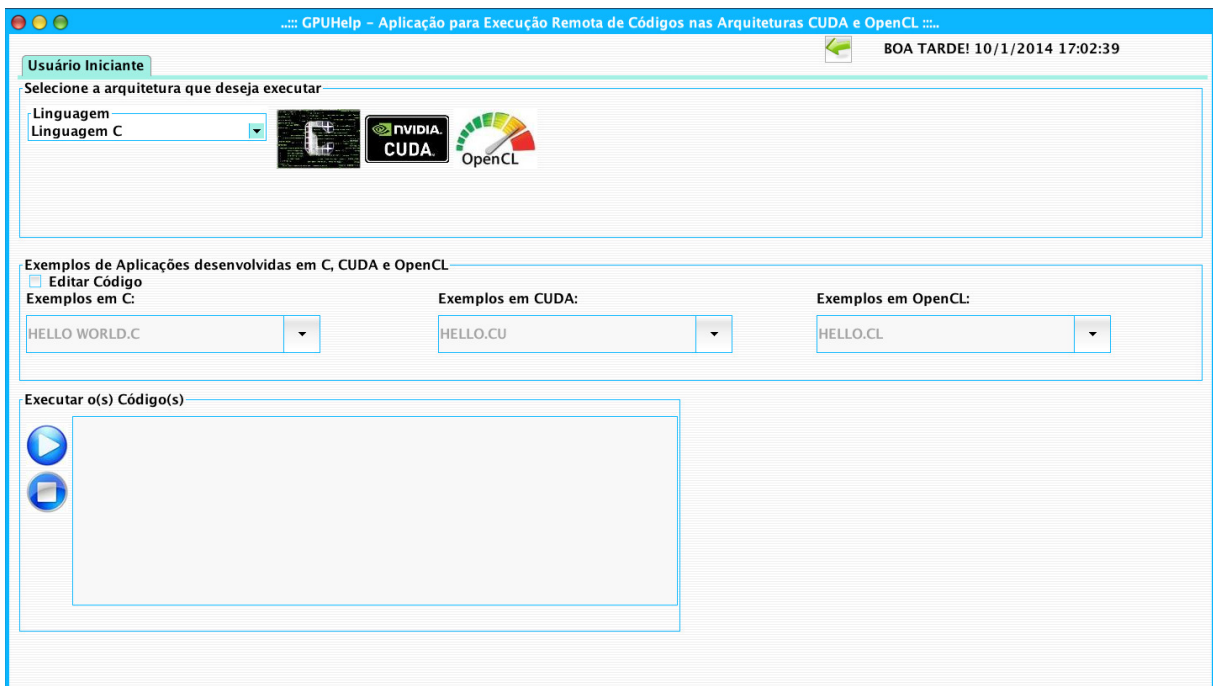 ..::: GPUHelp – Aplicação para Execução Remota de Códigos nas Arquiteturas CUDA e OpenCL :::..
BOA TARDE! 10/1/2014 17:02:39
Usuário Iniciante
Selecione a arquitetura que deseja executar
Linguagem
Linguagem C
C
NVIDIA.
CUDA.
OpenCL
Exemplos de Aplicações desenvolvidas em C, CUDA e OpenCL
Editar Código
Exemplos em C: Exemplos em CUDA: Exemplos em OpenCL:
HELLO WORLD.C HELLO.CU HELLO.CL
Executar o(s) Código(s)